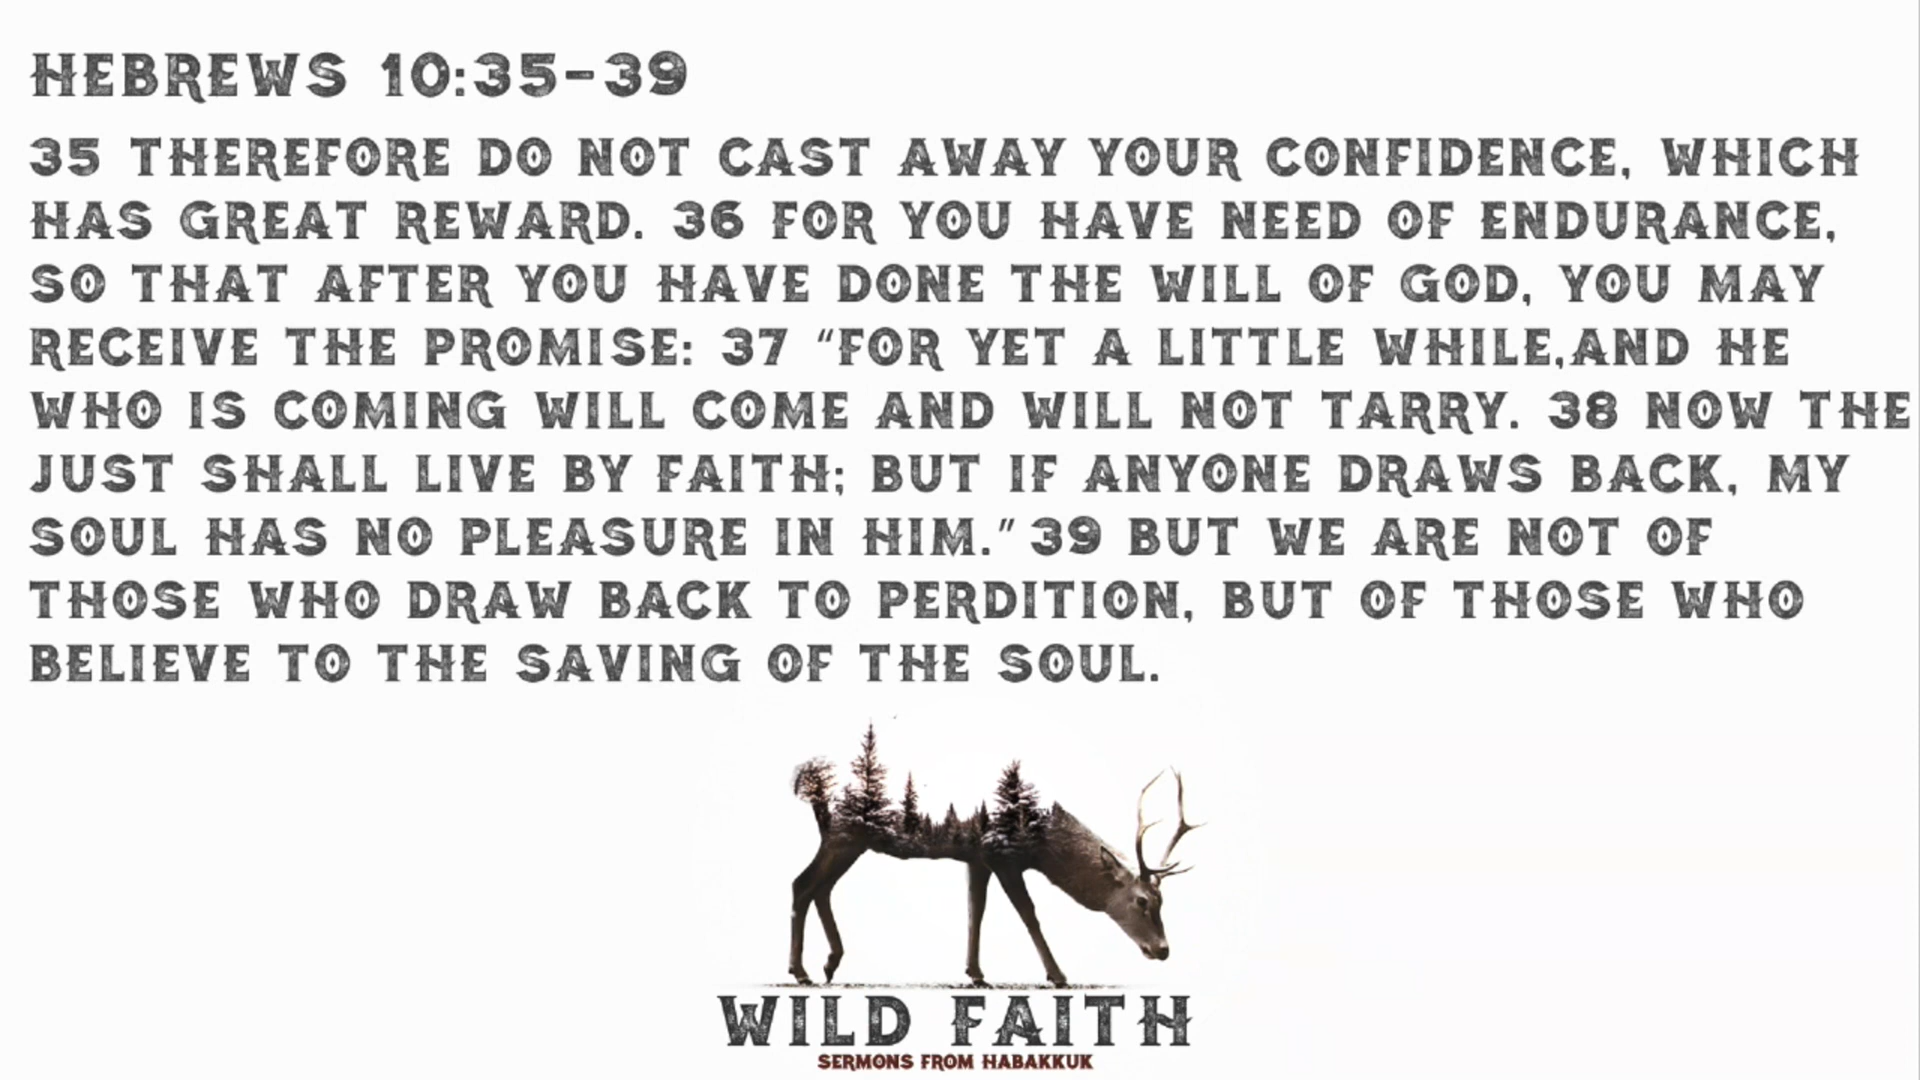 HEBREWS 10:35-39
35 THEREFORE DO NOT CAST AWAY YOUR CONFIDENCE, WHICH
HAS GREAT REWARD. 36 FOR YOU HAVE NEED OF ENDURANCE,
SO THAT AFTER YOU HAVE DONE THE WILL OF GOD, YOU MAY
RECEIVE THE PROMISE: 37 “FOR YET A LITTLE WHILE,AND HE
WHO IS COMING WILL COME AND WILL NOT TARRY. 38 NOW THE
JUST SHALL LIVE BY FAITH; BUT IF ANYONE DRAWS BACK, MY
SOUL HAS NO PLEASURE IN HIM.” 39 BUT WE ARE NOT OF
THOSE WHO DRAW BACK TO PERDITION, BUT OF THOSE WHO
BELIEVE TO THE SAVING OF THE SOUL.
WILD FAITH
SERMONS FROM HABAKKUK